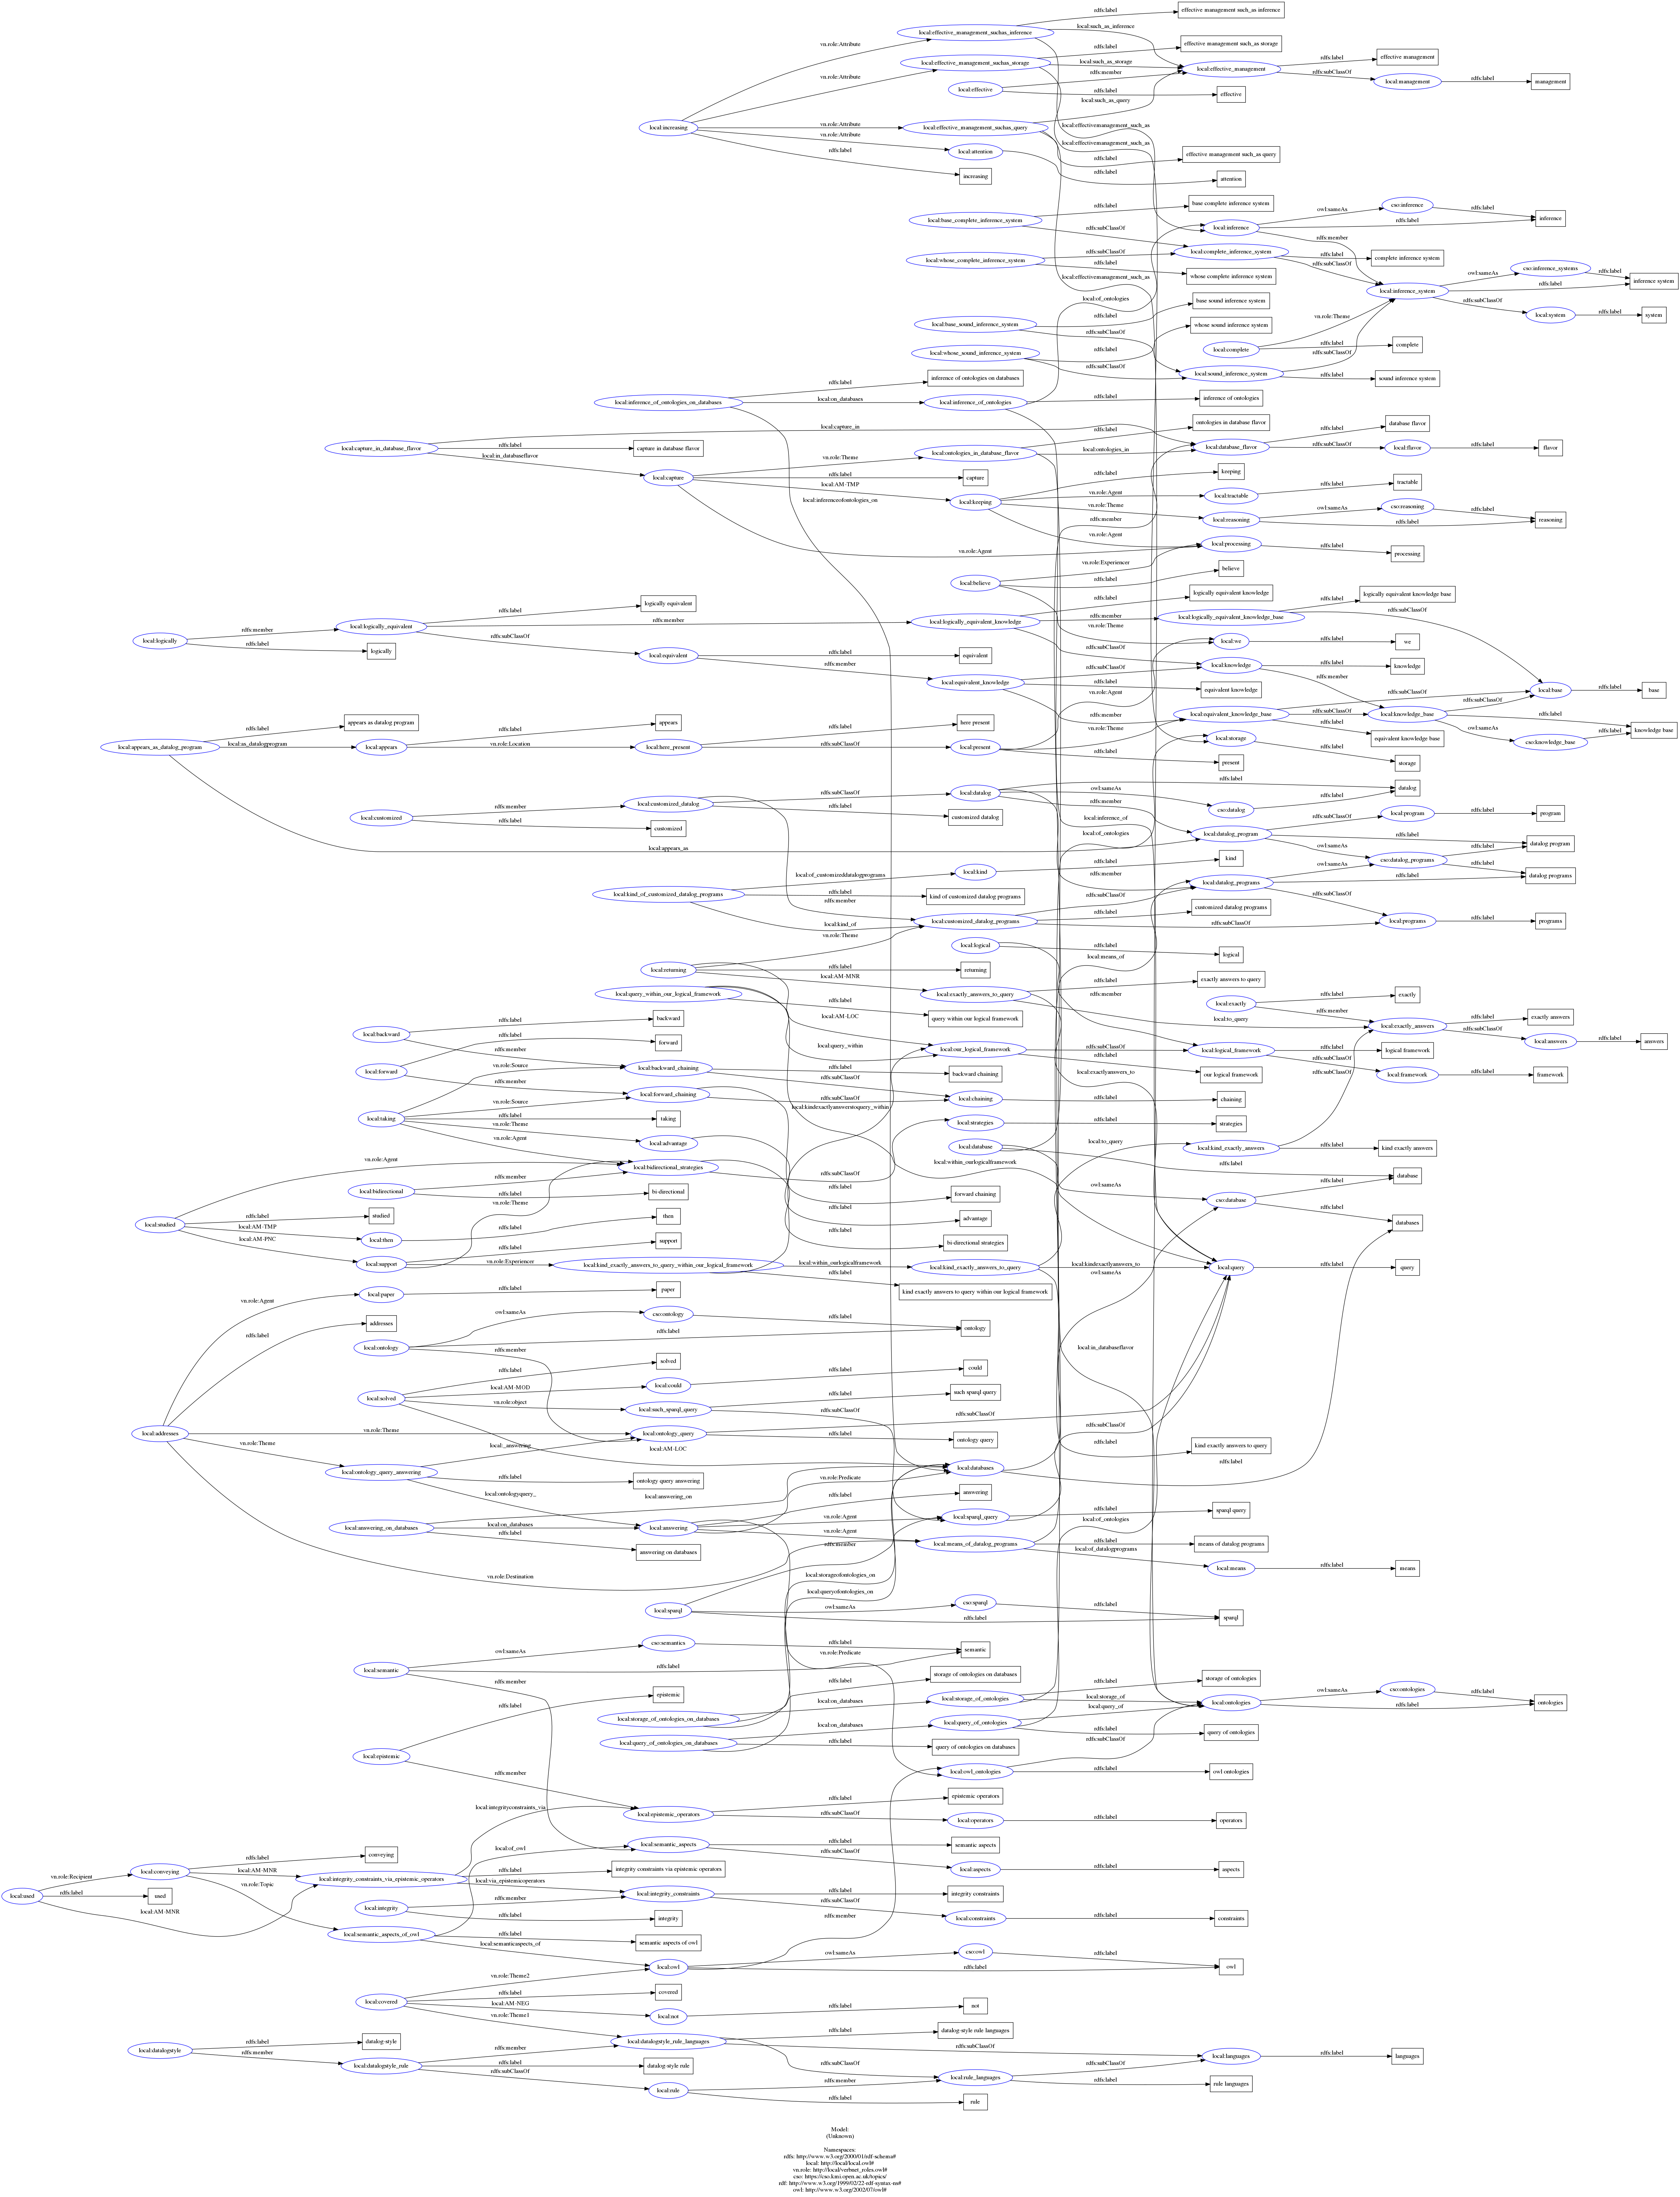 rdfs:label
effective management such_as inference
local:effective_management_suchas_inference
local:such_as_inference
vn.role:Attribute
rdfs:label
effective management such_as storage
local:effective_management_suchas_storage
local:such_as_storage
rdfs:label
effective management
local:effective_management
vn.role:Attribute
rdfs:member
rdfs:subClassOf
local:management
rdfs:label
management
local:effective
rdfs:label
effective
local:such_as_query
local:increasing
vn.role:Attribute
local:effective_management_suchas_query
local:effectivemanagement_such_as
vn.role:Attribute
local:attention
local:effectivemanagement_such_as
rdfs:label
effective management such_as query
rdfs:label
increasing
rdfs:label
attention
rdfs:label
base complete inference system
local:base_complete_inference_system
rdfs:subClassOf
local:inference
owl:sameAs
cso:inference
rdfs:label
inference
rdfs:label
rdfs:member
local:whose_complete_inference_system
rdfs:subClassOf
local:complete_inference_system
rdfs:label
complete inference system
rdfs:label
whose complete inference system
rdfs:subClassOf
owl:sameAs
cso:inference_systems
rdfs:label
inference system
local:effectivemanagement_such_as
local:inference_system
rdfs:label
local:of_ontologies
base sound inference system
rdfs:label
rdfs:subClassOf
local:system
rdfs:label
system
local:base_sound_inference_system
rdfs:subClassOf
whose sound inference system
vn.role:Theme
local:whose_sound_inference_system
rdfs:label
local:complete
rdfs:label
complete
rdfs:subClassOf
rdfs:subClassOf
local:sound_inference_system
rdfs:label
sound inference system
rdfs:label
inference of ontologies on databases
local:inference_of_ontologies_on_databases
local:on_databases
local:inference_of_ontologies
rdfs:label
inference of ontologies
local:capture_in
rdfs:label
ontologies in database flavor
rdfs:label
database flavor
local:capture_in_database_flavor
rdfs:label
capture in database flavor
local:in_databaseflavor
vn.role:Theme
local:ontologies_in_database_flavor
local:ontologies_in
local:database_flavor
rdfs:subClassOf
local:flavor
rdfs:label
flavor
local:capture
rdfs:label
capture
rdfs:label
keeping
local:AM-TMP
local:keeping
vn.role:Agent
local:tractable
rdfs:label
tractable
local:inferenceofontologies_on
vn.role:Theme
local:reasoning
owl:sameAs
cso:reasoning
rdfs:label
reasoning
rdfs:label
rdfs:member
vn.role:Agent
vn.role:Agent
local:processing
rdfs:label
processing
vn.role:Experiencer
local:believe
rdfs:label
believe
rdfs:label
logically equivalent
rdfs:label
logically equivalent knowledge
rdfs:label
logically equivalent knowledge base
local:logically
rdfs:member
local:logically_equivalent
rdfs:member
local:logically_equivalent_knowledge
rdfs:member
local:logically_equivalent_knowledge_base
rdfs:subClassOf
rdfs:label
logically
rdfs:subClassOf
vn.role:Theme
local:we
rdfs:label
we
local:equivalent
rdfs:label
equivalent
rdfs:subClassOf
local:knowledge
rdfs:label
knowledge
rdfs:member
rdfs:subClassOf
local:equivalent_knowledge
rdfs:label
equivalent knowledge
rdfs:member
local:base
rdfs:label
base
vn.role:Agent
rdfs:subClassOf
rdfs:subClassOf
rdfs:label
appears as datalog program
rdfs:label
appears
rdfs:label
here present
rdfs:member
local:equivalent_knowledge_base
rdfs:subClassOf
local:knowledge_base
rdfs:label
knowledge base
local:appears_as_datalog_program
local:as_datalogprogram
local:appears
vn.role:Location
local:here_present
rdfs:subClassOf
local:present
vn.role:Theme
rdfs:label
equivalent knowledge base
owl:sameAs
cso:knowledge_base
rdfs:label
local:storage
rdfs:label
present
rdfs:label
storage
rdfs:label
local:customized
rdfs:member
local:customized_datalog
rdfs:subClassOf
local:datalog
owl:sameAs
cso:datalog
rdfs:label
datalog
rdfs:label
customized
rdfs:label
customized datalog
rdfs:member
local:inference_of
local:datalog_program
rdfs:subClassOf
local:program
rdfs:label
program
local:appears_as
local:of_ontologies
rdfs:label
datalog program
owl:sameAs
cso:datalog_programs
rdfs:label
rdfs:label
datalog programs
local:kind
rdfs:label
kind
local:of_customizeddatalogprograms
rdfs:member
local:datalog_programs
owl:sameAs
rdfs:label
local:kind_of_customized_datalog_programs
rdfs:label
kind of customized datalog programs
rdfs:member
rdfs:subClassOf
rdfs:subClassOf
rdfs:label
customized datalog programs
local:kind_of
local:customized_datalog_programs
rdfs:subClassOf
local:programs
rdfs:label
programs
vn.role:Theme
local:logical
rdfs:label
logical
local:returning
rdfs:label
returning
local:means_of
local:AM-MNR
rdfs:label
exactly answers to query
local:query_within_our_logical_framework
local:exactly_answers_to_query
rdfs:member
local:exactly
rdfs:label
exactly
rdfs:label
query within our logical framework
local:AM-LOC
local:to_query
rdfs:member
local:exactly_answers
rdfs:label
exactly answers
local:backward
rdfs:label
backward
rdfs:label
forward
rdfs:subClassOf
local:answers
rdfs:label
answers
rdfs:member
local:query_within
local:our_logical_framework
rdfs:subClassOf
local:logical_framework
rdfs:label
logical framework
vn.role:Source
local:backward_chaining
rdfs:label
backward chaining
rdfs:label
our logical framework
rdfs:subClassOf
local:framework
rdfs:label
framework
local:forward
rdfs:member
rdfs:subClassOf
local:exactlyanswers_to
rdfs:subClassOf
vn.role:Source
local:forward_chaining
rdfs:subClassOf
local:chaining
rdfs:label
chaining
local:taking
rdfs:label
taking
local:kindexactlyanswerstoquery_within
vn.role:Theme
local:strategies
rdfs:label
strategies
vn.role:Agent
local:advantage
local:database
local:to_query
local:kind_exactly_answers
rdfs:label
kind exactly answers
vn.role:Agent
local:bidirectional_strategies
rdfs:subClassOf
local:within_ourlogicalframework
rdfs:label
database
rdfs:member
local:bidirectional
rdfs:label
bi-directional
vn.role:Theme
rdfs:label
forward chaining
owl:sameAs
cso:database
rdfs:label
local:studied
rdfs:label
studied
rdfs:label
then
rdfs:label
advantage
rdfs:label
databases
local:AM-TMP
local:then
rdfs:label
support
rdfs:label
bi-directional strategies
local:AM-PNC
local:support
vn.role:Experiencer
local:kind_exactly_answers_to_query_within_our_logical_framework
local:within_ourlogicalframework
local:kind_exactly_answers_to_query
local:kindexactlyanswers_to
local:query
rdfs:label
query
rdfs:label
kind exactly answers to query within our logical framework
owl:sameAs
vn.role:Agent
local:paper
rdfs:label
paper
rdfs:label
addresses
owl:sameAs
cso:ontology
rdfs:label
ontology
local:ontology
rdfs:label
rdfs:member
local:in_databaseflavor
rdfs:label
solved
local:solved
local:AM-MOD
local:could
rdfs:label
could
vn.role:object
local:such_sparql_query
rdfs:label
such sparql query
rdfs:subClassOf
local:addresses
vn.role:Theme
local:ontology_query
rdfs:subClassOf
rdfs:label
ontology query
local:_answering
local:AM-LOC
rdfs:subClassOf
rdfs:label
kind exactly answers to query
vn.role:Theme
local:ontology_query_answering
rdfs:label
ontology query answering
vn.role:Predicate
local:databases
rdfs:label
local:ontologyquery_
local:answering_on
rdfs:label
answering
local:answering_on_databases
local:on_databases
local:answering
vn.role:Agent
local:sparql_query
rdfs:label
sparql query
rdfs:label
answering on databases
vn.role:Agent
rdfs:member
local:means_of_datalog_programs
rdfs:label
means of datalog programs
local:of_ontologies
local:of_datalogprograms
local:means
rdfs:label
means
vn.role:Destination
local:storageofontologies_on
local:queryofontologies_on
local:sparql
owl:sameAs
cso:sparql
rdfs:label
sparql
rdfs:label
owl:sameAs
cso:semantics
rdfs:label
semantic
local:semantic
rdfs:label
vn.role:Predicate
rdfs:member
rdfs:label
storage of ontologies on databases
rdfs:label
storage of ontologies
rdfs:label
epistemic
local:on_databases
local:storage_of_ontologies
local:storage_of
local:ontologies
owl:sameAs
cso:ontologies
rdfs:label
ontologies
local:storage_of_ontologies_on_databases
local:query_of
rdfs:label
local:query_of_ontologies_on_databases
local:on_databases
local:query_of_ontologies
rdfs:label
query of ontologies
rdfs:label
query of ontologies on databases
rdfs:subClassOf
local:epistemic
rdfs:member
local:owl_ontologies
rdfs:label
owl ontologies
local:integrityconstraints_via
rdfs:label
epistemic operators
local:epistemic_operators
rdfs:subClassOf
local:operators
rdfs:label
operators
local:of_owl
local:semantic_aspects
rdfs:label
semantic aspects
rdfs:label
conveying
rdfs:subClassOf
local:aspects
rdfs:label
aspects
vn.role:Recipient
local:conveying
local:AM-MNR
local:integrity_constraints_via_epistemic_operators
rdfs:label
integrity constraints via epistemic operators
local:used
rdfs:label
used
vn.role:Topic
local:via_epistemicoperators
local:integrity_constraints
rdfs:label
integrity constraints
local:AM-MNR
local:integrity
rdfs:member
rdfs:label
integrity
rdfs:subClassOf
local:constraints
rdfs:label
constraints
rdfs:member
local:semantic_aspects_of_owl
rdfs:label
semantic aspects of owl
local:semanticaspects_of
local:owl
owl:sameAs
cso:owl
rdfs:label
owl
rdfs:label
vn.role:Theme2
local:covered
rdfs:label
covered
local:AM-NEG
local:not
rdfs:label
not
vn.role:Theme1
local:datalogstyle_rule_languages
rdfs:label
datalog-style rule languages
local:datalogstyle
rdfs:label
datalog-style
rdfs:member
rdfs:subClassOf
local:languages
rdfs:label
languages
rdfs:member
local:datalogstyle_rule
rdfs:label
datalog-style rule
rdfs:subClassOf
rdfs:subClassOf
rdfs:subClassOf
local:rule
rdfs:member
local:rule_languages
rdfs:label
rule languages
rdfs:label
rule
Model:
(Unknown)
Namespaces:
rdfs: http://www.w3.org/2000/01/rdf-schema#
local: http://local/local.owl#
vn.role: http://local/verbnet_roles.owl#
cso: https://cso.kmi.open.ac.uk/topics/
rdf: http://www.w3.org/1999/02/22-rdf-syntax-ns#
owl: http://www.w3.org/2002/07/owl#